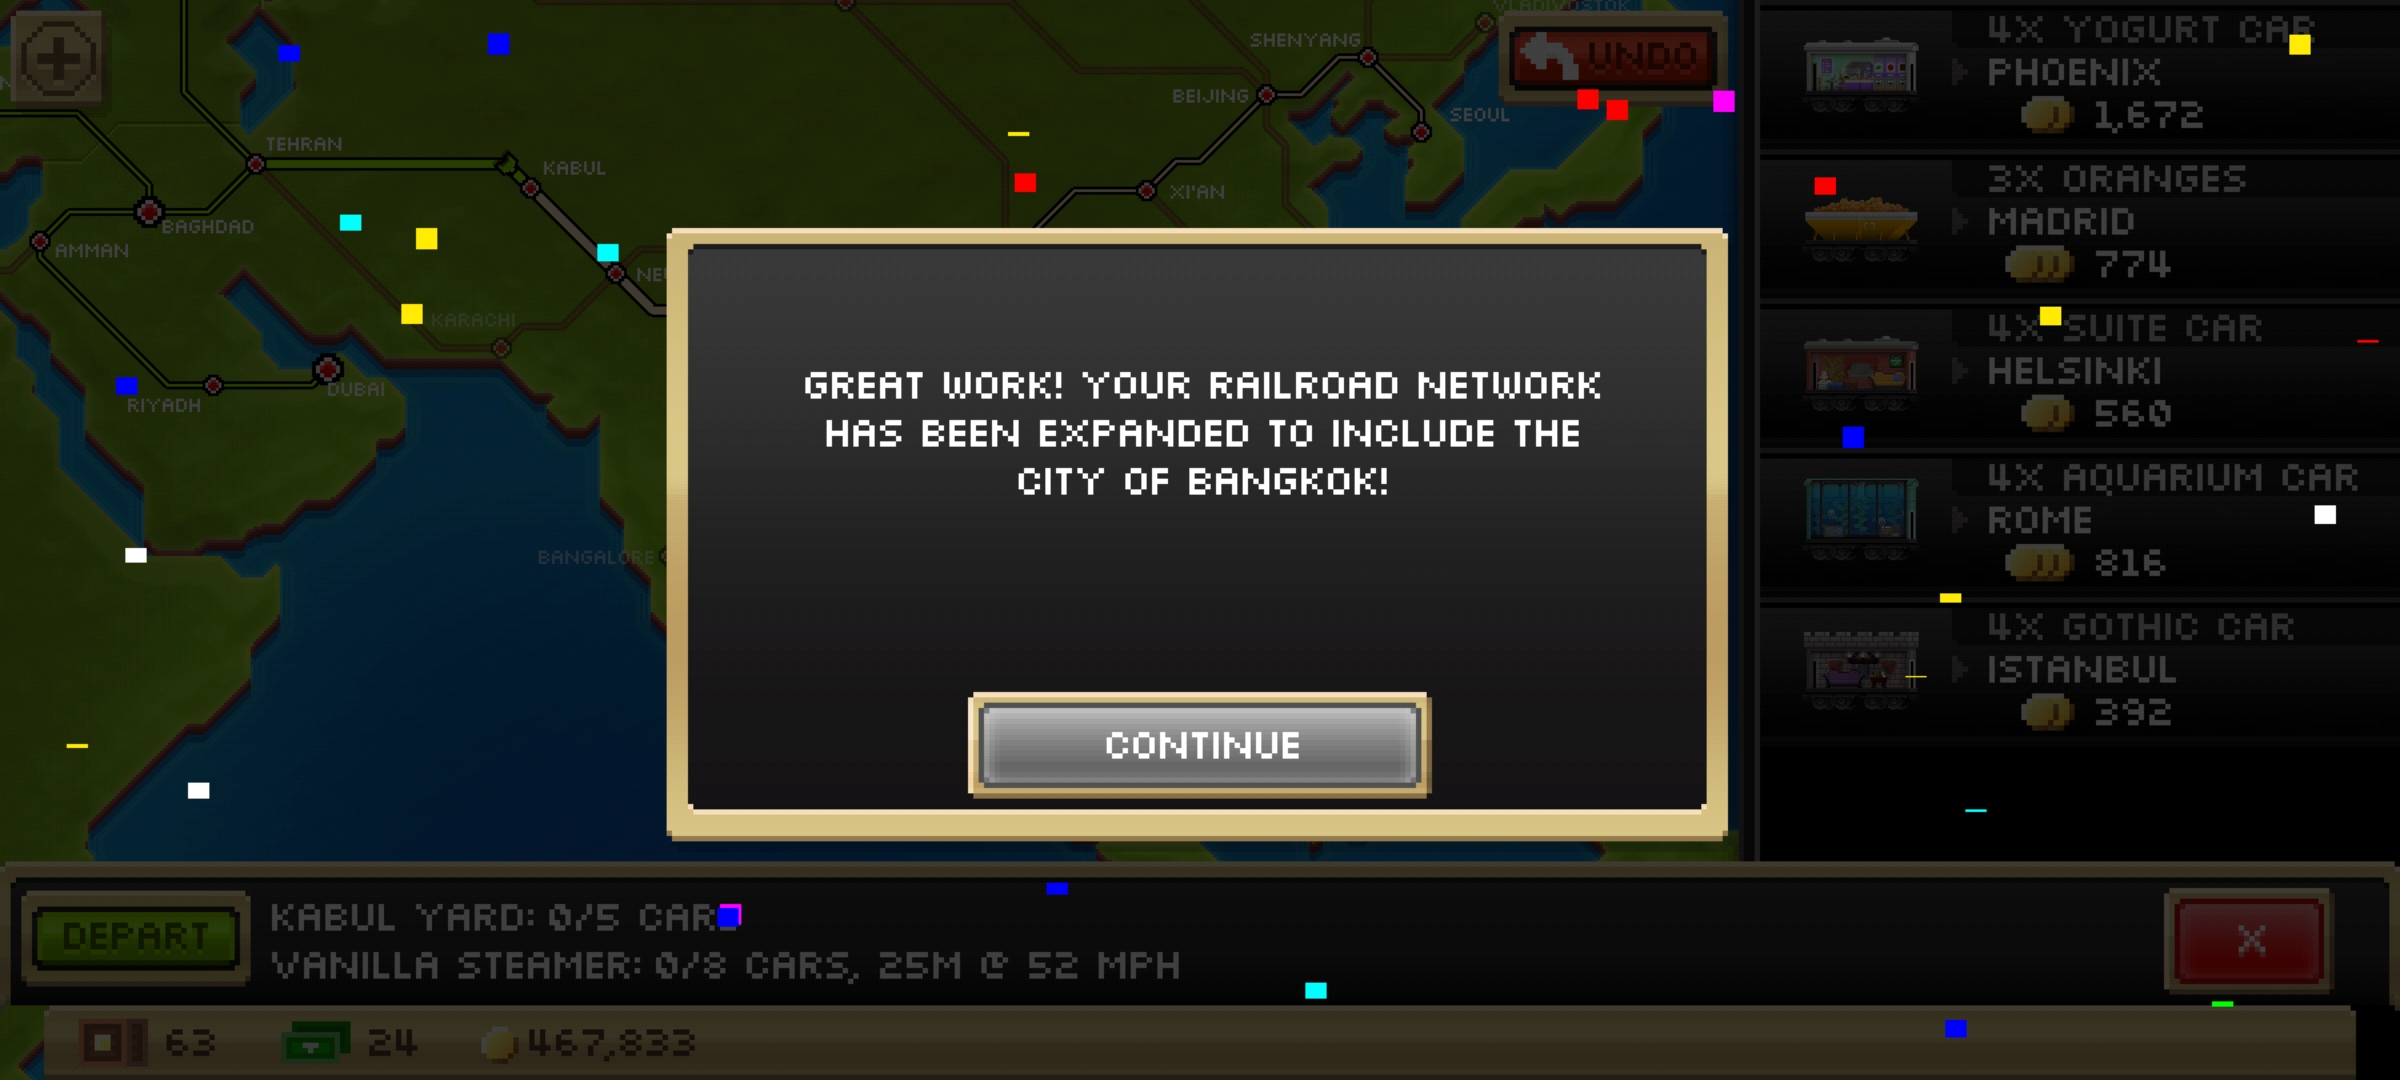 VLADIVOSTOK
SHENYANG
UNDO
BEIJING
SEOUL
TEHRAN
KABUL
XI'AN
BAGHDAD
AMMAN
KARACHI
RIYADH
DUBAI
BANGALORE
GREAT WORK! YOUR RAILROAD NETWORK
HAS BEEN EXPANDED TO INCLUDE THE
CITY OF BANGKOK!
CONTINUE
4X YOGURT CAR
PHOENIX
1,672
3X ORANGES
MADRID
774
4X SUITE CAR
HELSINKI
560
4X AQUARIUM CAR
ROME
816
4X GOTHIC CAR
ISTANBUL
392
DEPART
KABUL YARD: 0/5 CARS
VANILLA STEAMER: 0/8 CARS, 25M @ 52 MPH
X
63
24
467,833